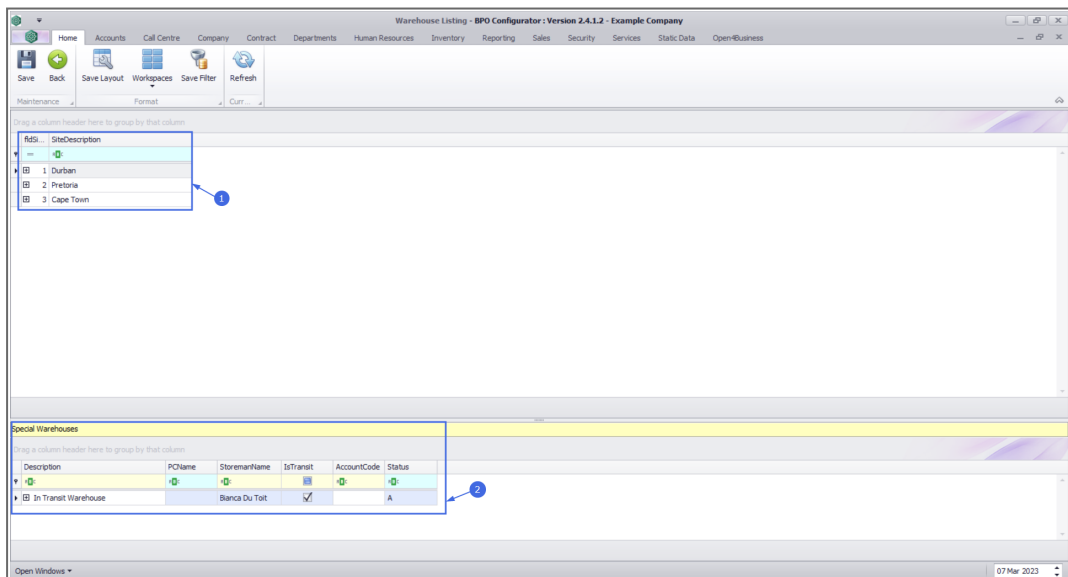 Warehouse Listing - BPO Configurator : Version 2.4.1.2 - Example Company
Home Accounts Call Centre Company Contract Departments Human Resources Inventory Reporting Sales Security Services Static Data Open4Business
Save Back Save Layout Workspaces Save Filter Refresh
Maintenance Format Curr...
Drag a column header here to group by that column
fldSi... SiteDescription
1 Durban
2 Pretoria
3 Cape Town
1
Special Warehouses
Drag a column header here to group by that column
Description PCName StoremanName IsTransit AccountCode Status
In Transit Warehouse Bianca Du Toit A
2
Open Windows 07 Mar 2023